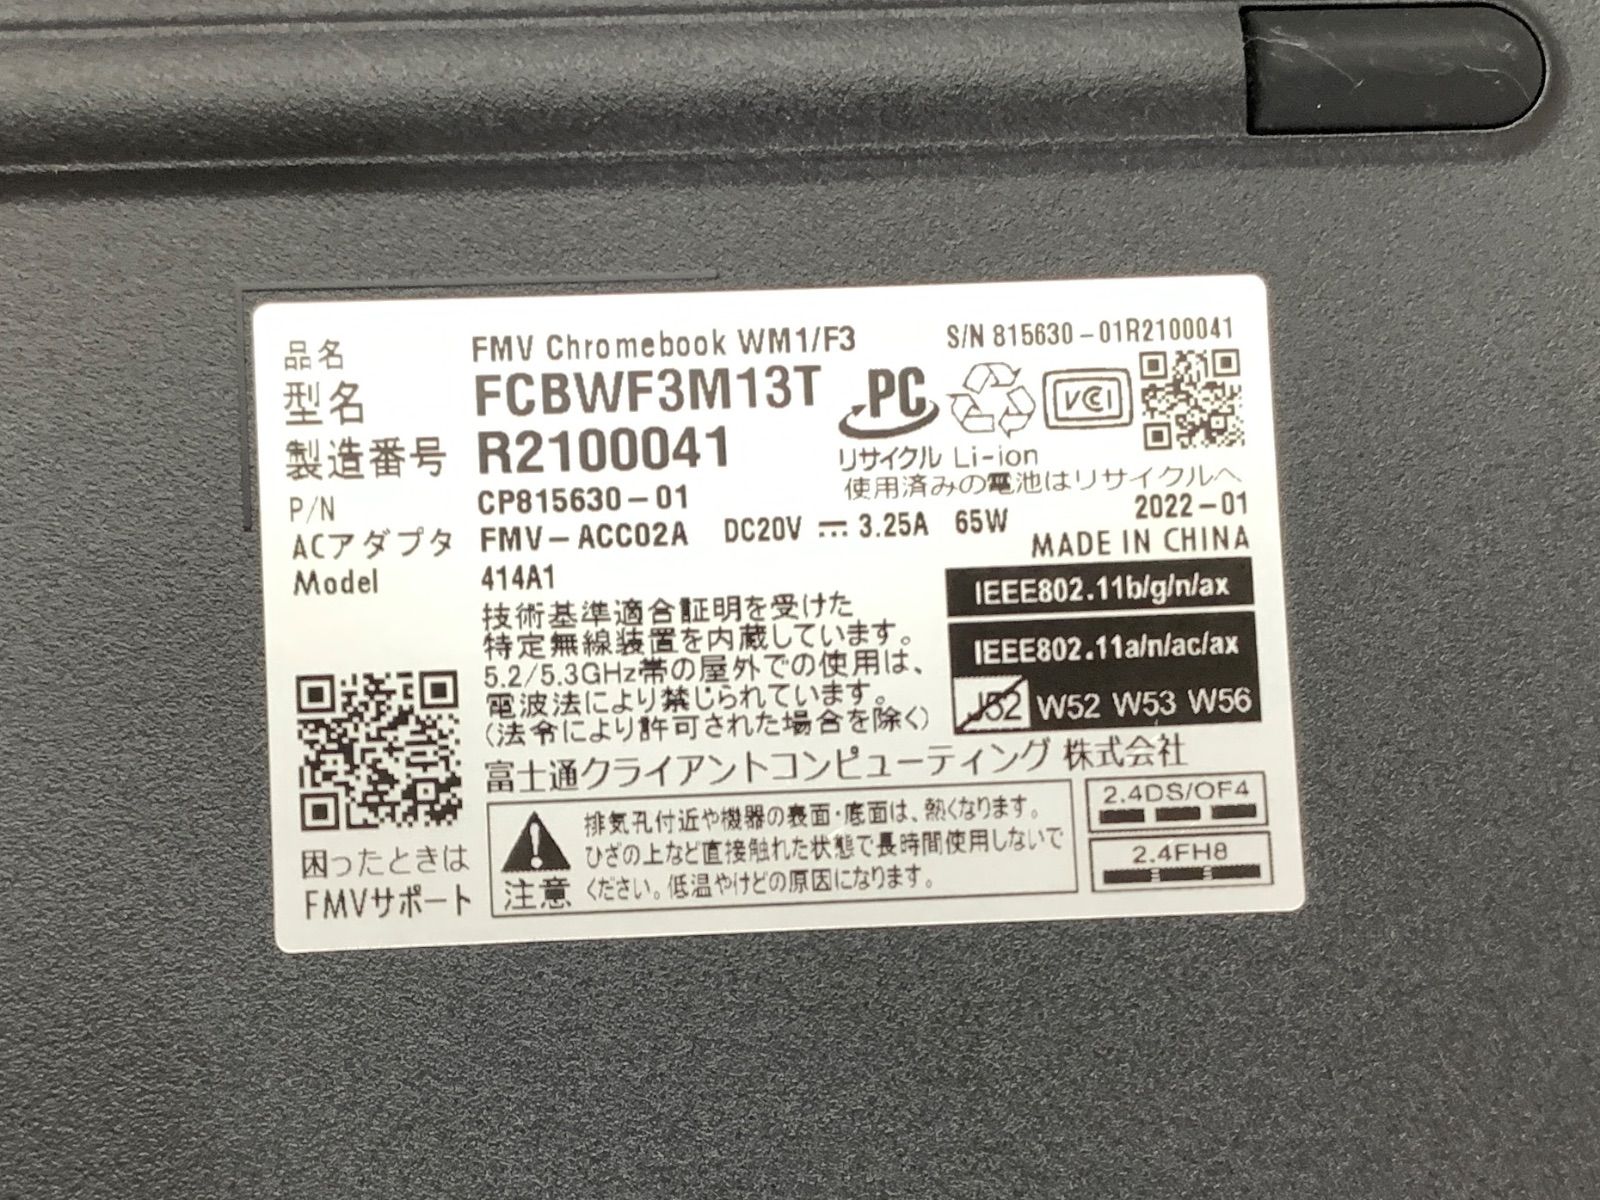 品名 FMV Chromebook WM1/F3 S/N 815630-01R2100041
型名 FCBWF3M13T
製造番号 R2100041
PC
VCCI
リサイクル Li-ion
使用済みの電池はリサイクルへ
P/N CP815630-01 2022-01
ACアダプタ FMV-ACC02A DC20V 3.25A 65W MADE IN CHINA
Model 414A1
技術基準適合証明を受けた
特定無線装置を内蔵しています。
5.2/5.3GHz帯の屋外での使用は、
電波法により禁じられています。
(法令により許可された場合を除く)
IEEE802.11b/g/n/ax
IEEE802.11a/n/ac/ax
J52 W52 W53 W56
富士通クライアントコンピューティング 株式会社
注意
排気孔付近や機器の表面・底面は、熱くなります。
ひざの上など直接触れた状態で長時間使用しないで
ください。低温やけどの原因になります。
2.4DS/OF4
2.4FH8
困ったときは
FMVサポート